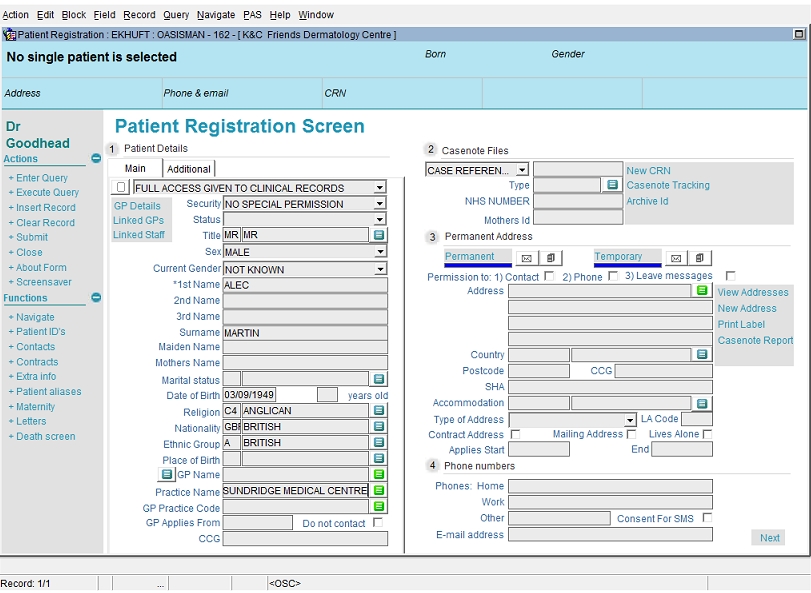 Action Edit Block Field Record Query Navigate PAS Help Window
Patient Registration : EKHUFT : OASISMAN - 162 - [ K&C Friends Dermatology Centre ]
No single patient is selected
Born
Gender
Address
Phone & email
CRN
Dr
Goodhead
Actions
+ Enter Query
+ Execute Query
+ Insert Record
+ Clear Record
+ Submit
+ Close
+ About Form
+ Screensaver
Functions
+ Navigate
+ Patient ID's
+ Contacts
+ Contracts
+ Extra info
+ Patient aliases
+ Maternity
+ Letters
+ Death screen
Patient Registration Screen
1 Patient Details
Main Additional
FULL ACCESS GIVEN TO CLINICAL RECORDS
GP Details
Linked GPs
Linked Staff
Security NO SPECIAL PERMISSION
Status
Title MR MR
Sex MALE
Current Gender NOT KNOWN
*1st Name ALEC
2nd Name
3rd Name
Surname MARTIN
Maiden Name
Mothers Name
Marital status
Date of Birth 03/09/1949 years old
Religion C4 ANGLICAN
Nationality GBR BRITISH
Ethnic Group A BRITISH
Place of Birth
GP Name
Practice Name SUNDRIDGE MEDICAL CENTRE
GP Practice Code
GP Applies From Do not contact
CCG
2 Casenote Files
CASE REFEREN... New CRN
Type Casenote Tracking
NHS NUMBER Archive Id
Mothers Id
3 Permanent Address
Permanent Temporary
Permission to: 1) Contact 2) Phone 3) Leave messages
Address
View Addresses
New Address
Print Label
Casenote Report
Country
Postcode CCG
SHA
Accommodation
Type of Address LA Code
Contract Address Mailing Address Lives Alone
Applies Start End
4 Phone numbers
Phones: Home
Work
Other Consent For SMS
E-mail address
Next
Record: 1/1 ... <OSC>